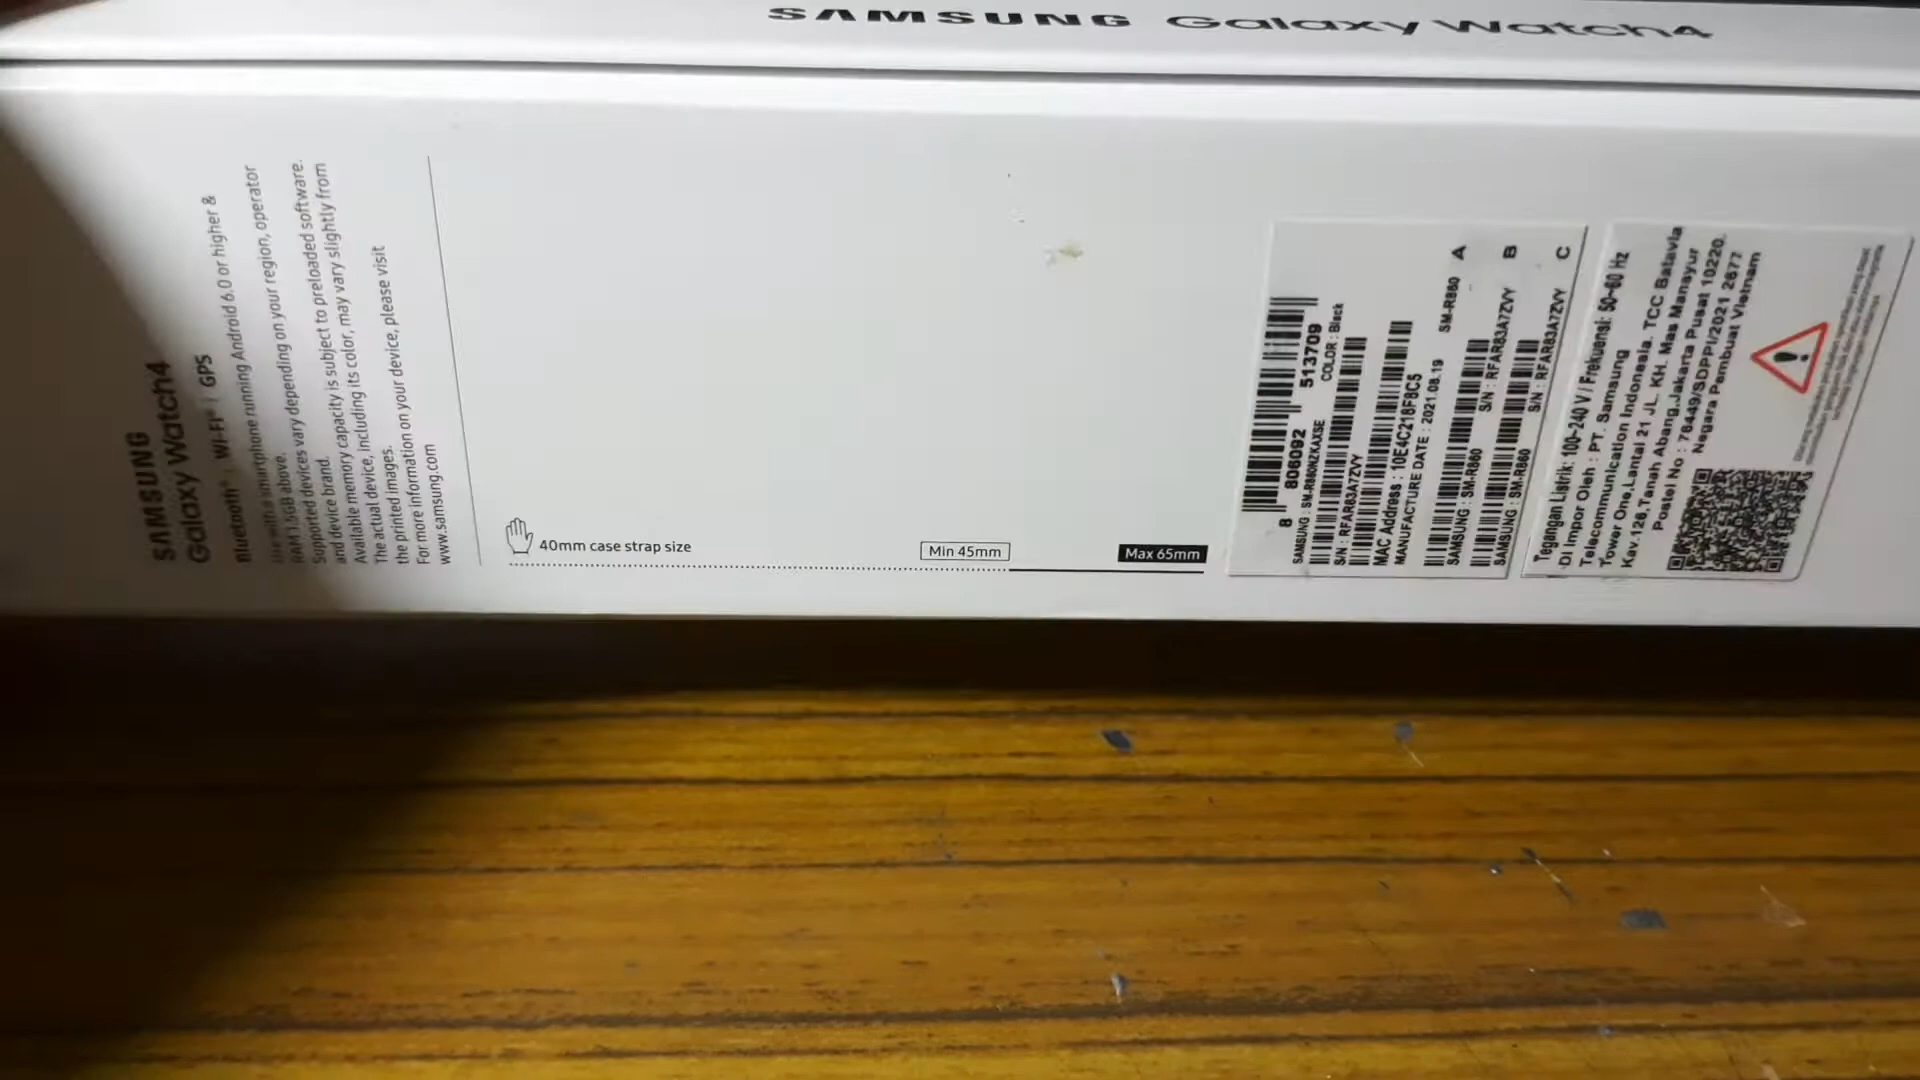 SAMSUNG Galaxy Watch4
SAMSUNG
Galaxy Watch4
Bluetooth® | Wi-Fi® | GPS
Use with a smartphone running Android 6.0 or higher &
RAM 1.5GB above.
Supported devices vary depending on your region, operator
and device brand.
Available memory capacity is subject to preloaded software.
The actual device, including its color, may vary slightly from
the printed images.
For more information on your device, please visit
www.samsung.com
40mm case strap size
Min 45mm
Max 65mm
8 806092 513709
SAMSUNG : SM-R860NZKAXSE COLOR : Black
S/N : RFAR83A7ZVY
MAC Address : 10E4C218F8C5
MANUFACTURE DATE : 2021.08.19
SM-R860 A
SAMSUNG : SM-R860 S/N : RFAR83A7ZVY B
SAMSUNG : SM-R860 S/N : RFAR83A7ZVY C
Tegangan Listrik: 100~240 V / Frekuensi: 50~60 Hz
Di Impor Oleh : PT. Samsung
Telecommunication Indonesia. TCC Batavia
Tower One,Lantai 21 JL. KH. Mas Mansyur
Kav.126,Tanah Abang,Jakarta Pusat 10220.
Postel No : 76449/SDPPI/2021 2677
Negara Pembuat Vietnam